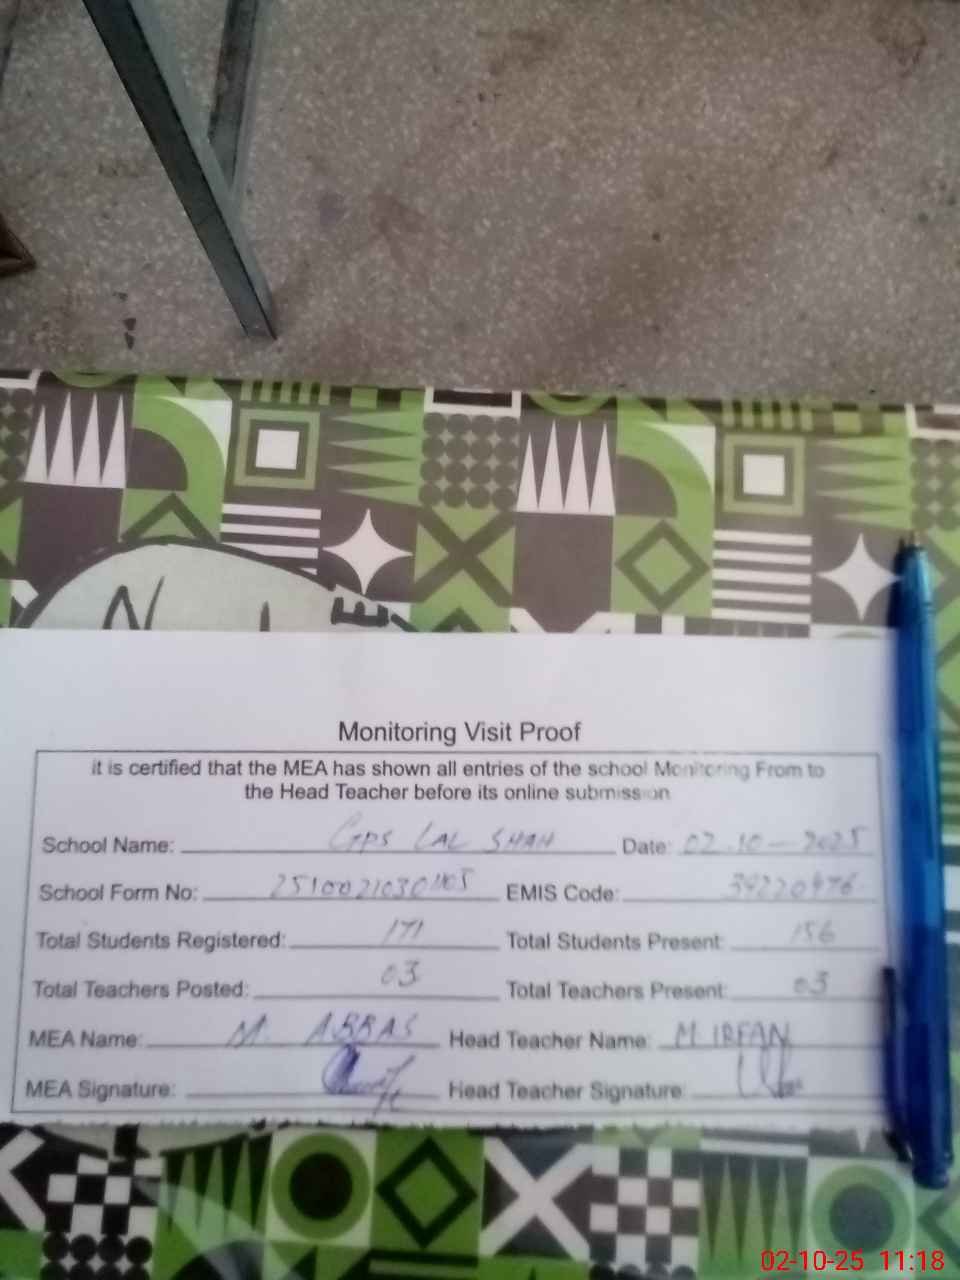 Monitoring Visit Proof
it is certified that the MEA has shown all entries of the school Monitoring From to
the Head Teacher before its online submission
School Name: GPS LAL SHAH Date: 02.10-2025
School Form No: EMIS Code: 39220476
Total Students Registered: 171 Total Students Present: 156
Total Teachers Posted: 03 Total Teachers Present: 03
MEA Name: M. ABBAS Head Teacher Name: M IRFAN
MEA Signature: Head Teacher Signature:
02-10-25 11:18